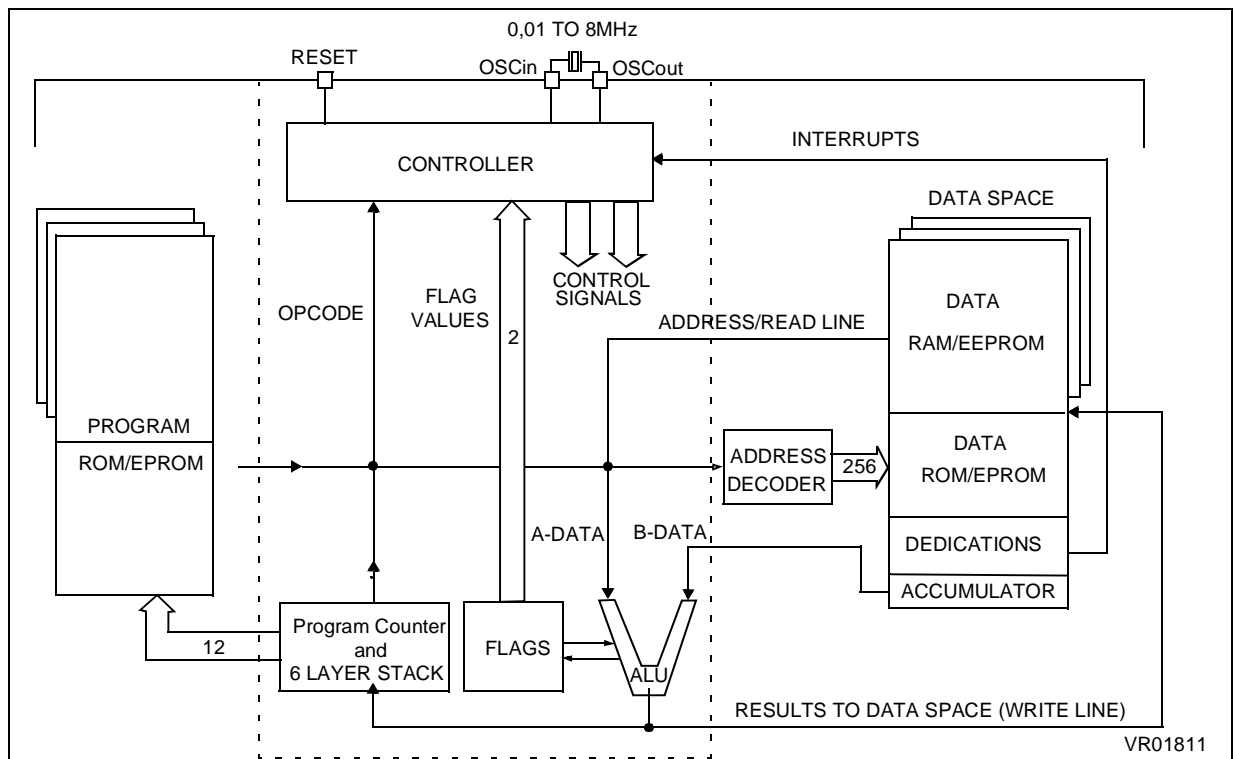 0,01 TO 8MHz
RESET
OSCin
OSCout
INTERRUPTS
CONTROLLER
DATA SPACE
OPCODE
FLAG
VALUES
2
CONTROL
SIGNALS
ADDRESS/READ LINE
DATA
RAM/EEPROM
PROGRAM
ROM/EPROM
ADDRESS
DECODER
256
DATA
ROM/EPROM
A-DATA
B-DATA
DEDICATIONS
ACCUMULATOR
12
Program Counter
and
6 LAYER STACK
FLAGS
ALU
RESULTS TO DATA SPACE (WRITE LINE)
VR01811